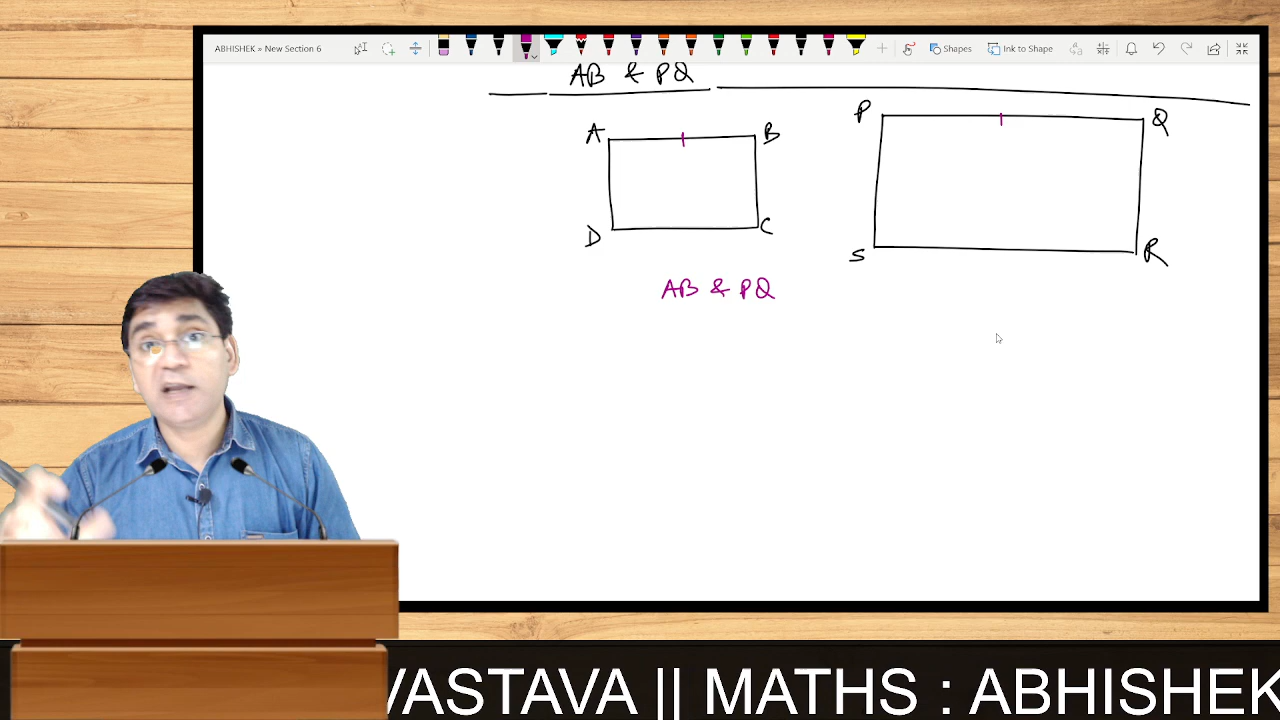 ABHISHEK » New Section 6
Shapes
Ink to Shape
AB & PQ
A
B
P
Q
D
C
S
R
AB & PQ
VASTAVA || MATHS : ABHISHEK